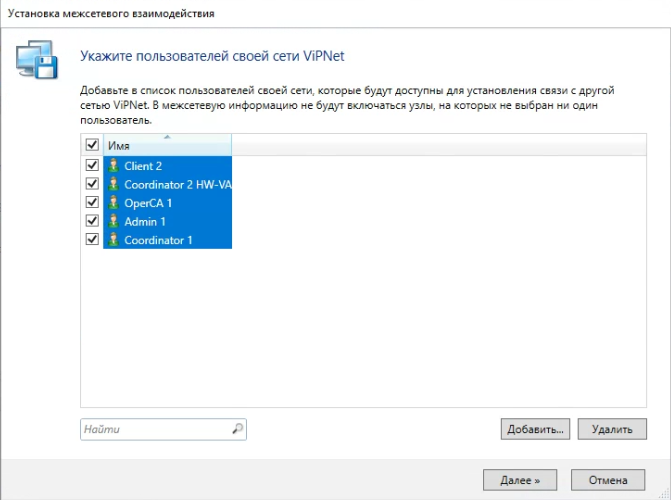 Установка межсетевого взаимодействия
Укажите пользователей своей сети ViPNet
Добавьте в список пользователей своей сети, которые будут доступны для установления связи с другой
сетью ViPNet. В межсетевую информацию не будут включаться узлы, на которых не выбран ни один
пользователь.
Имя
Client 2
Coordinator 2 HW-VA
OperCA 1
Admin 1
Coordinator 1
Найти
Добавить...
Удалить
Далее »
Отмена